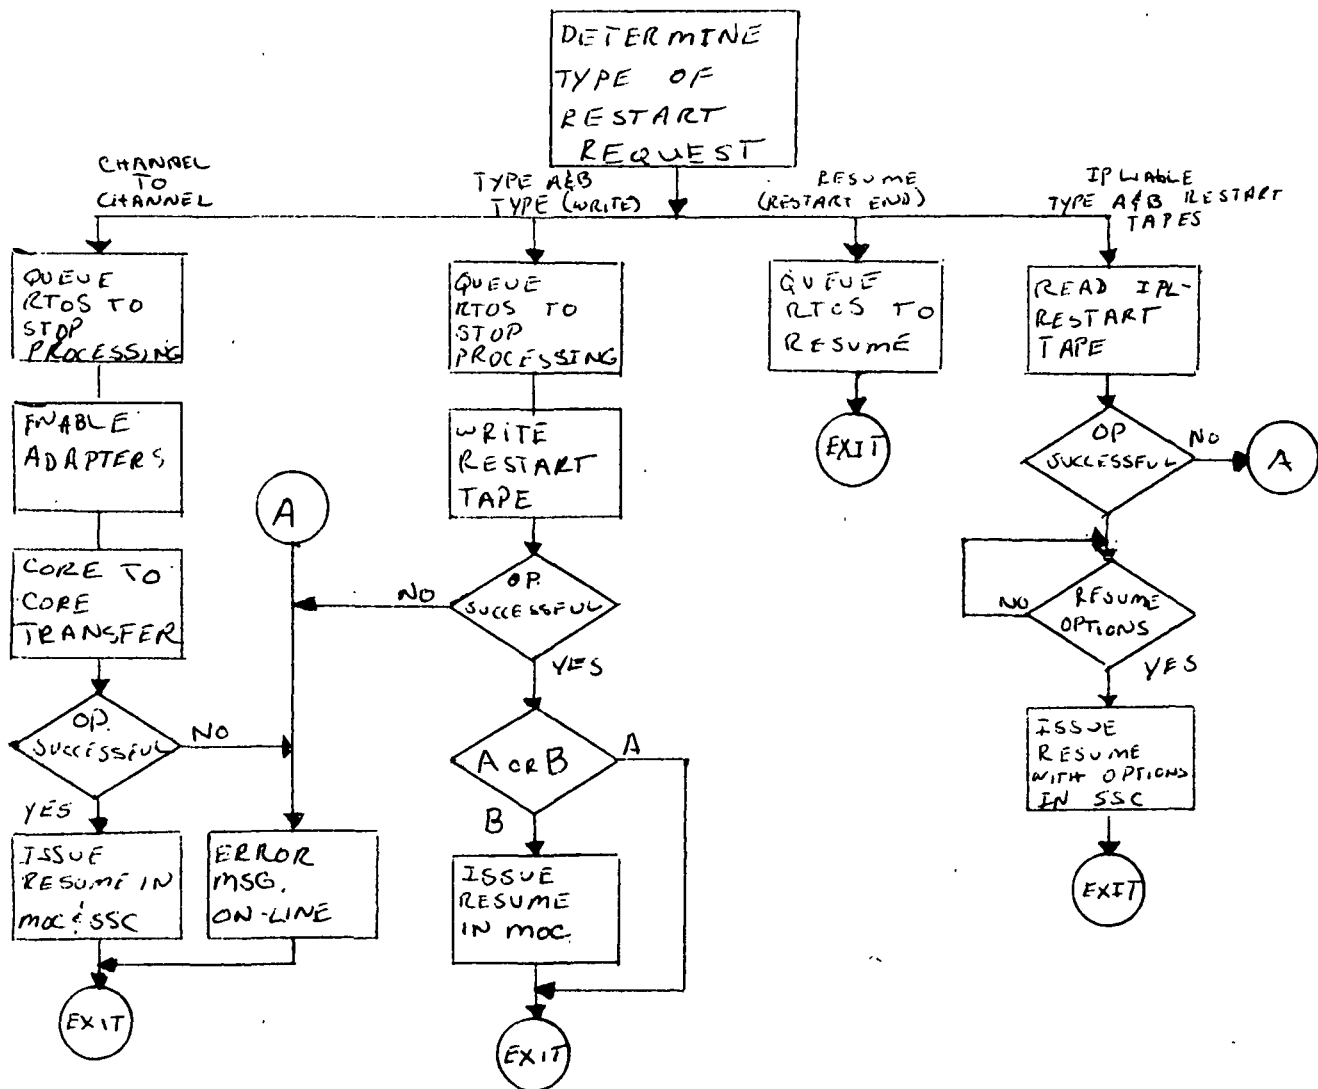 DETERMINE
TYPE OF
RESTART
REQUEST
CHANNEL
TO
CHANNEL
TYPE A&B
TYPE (WRITE)
RESUME
(RESTART END)
IPLABLE
TYPE A&B RESTART
TAPES
QUEUE
RTOS TO
STOP
PROCESSING
ENABLE
ADAPTERS
CORE TO
CORE
TRANSFER
OP.
SUCCESSFUL
NO
YES
ISSUE
RESUME IN
MOC & SSC
EXIT
A
ERROR
MSG.
ON-LINE
QUEUE
RTOS TO
STOP
PROCESSING
WRITE
RESTART
TAPE
OP.
SUCCESSFUL
NO
YES
A OR B
A
B
ISSUE
RESUME
IN MOC
EXIT
QUEUE
RTOS TO
RESUME
EXIT
READ IPL-
RESTART
TAPE
OP
SUCCESSFUL
NO
A
RESUME
OPTIONS
NO
YES
ISSUE
RESUME
WITH OPTIONS
IN SSC
EXIT